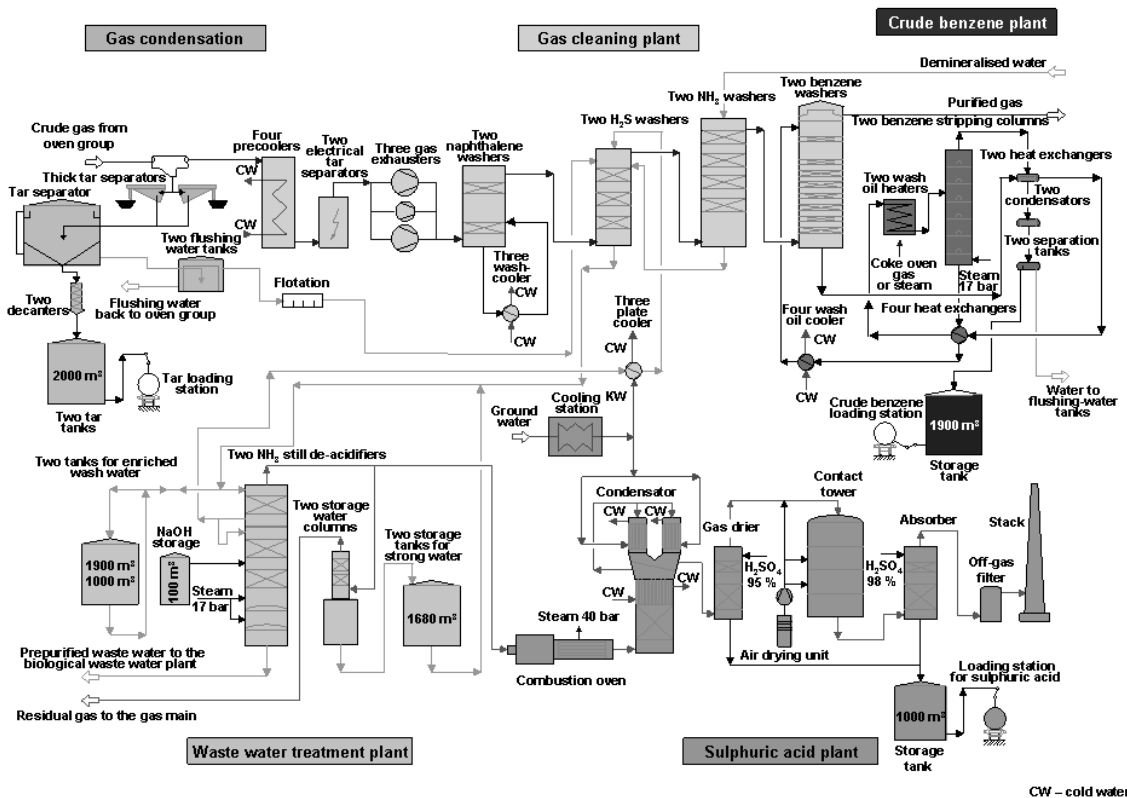 Gas condensation
Gas cleaning plant
Crude benzene plant
Demineralised water
Two benzene
washers
Two NH₃ washers
Purified gas
Two benzene stripping columns
Two H₂S washers
Crude gas from
oven group
Four
precoolers
Two
electrical
tar
separators
Three gas
exhausters
Two
naphthalene
washers
CW
Thick tar separators
Tar separator
Two heat exchangers
Two wash
oil heaters
Two
condensators
CW
Two flushing
water tanks
Two separation
tanks
Three
wash-
cooler
CW
Coke oven
gas
or steam
Steam
17 bar
Flotation
Two
decanters
Flushing water
back to oven group
Three
plate
cooler
Four wash
oil cooler
Four heat exchangers
CW
CW
CW
2000 m³
Tar loading
station
Two tar
tanks
CW
KW
Ground
water
Cooling
station
Crude benzene
loading station
Water to
flushing-water
tanks
1900 m³
Storage
tank
Two tanks for enriched
wash water
Two NH₃ still de-acidifiers
Two storage
water
columns
Condensator
CW
CW
Contact
tower
Gas drier
Absorber
Stack
NaOH
storage
Two storage
tanks for
strong water
1900 m³
1000 m³
100 m³
Steam
17 bar
1680 m³
CW
CW
H₂SO₄
95 %
H₂SO₄
98 %
Off-gas
filter
Steam 40 bar
Air drying unit
Combustion oven
Prepurified waste water to the
biological waste water plant
Residual gas to the gas main
Loading station
for sulphuric acid
1000 m³
Storage
tank
Waste water treatment plant
Sulphuric acid plant
CW – cold water